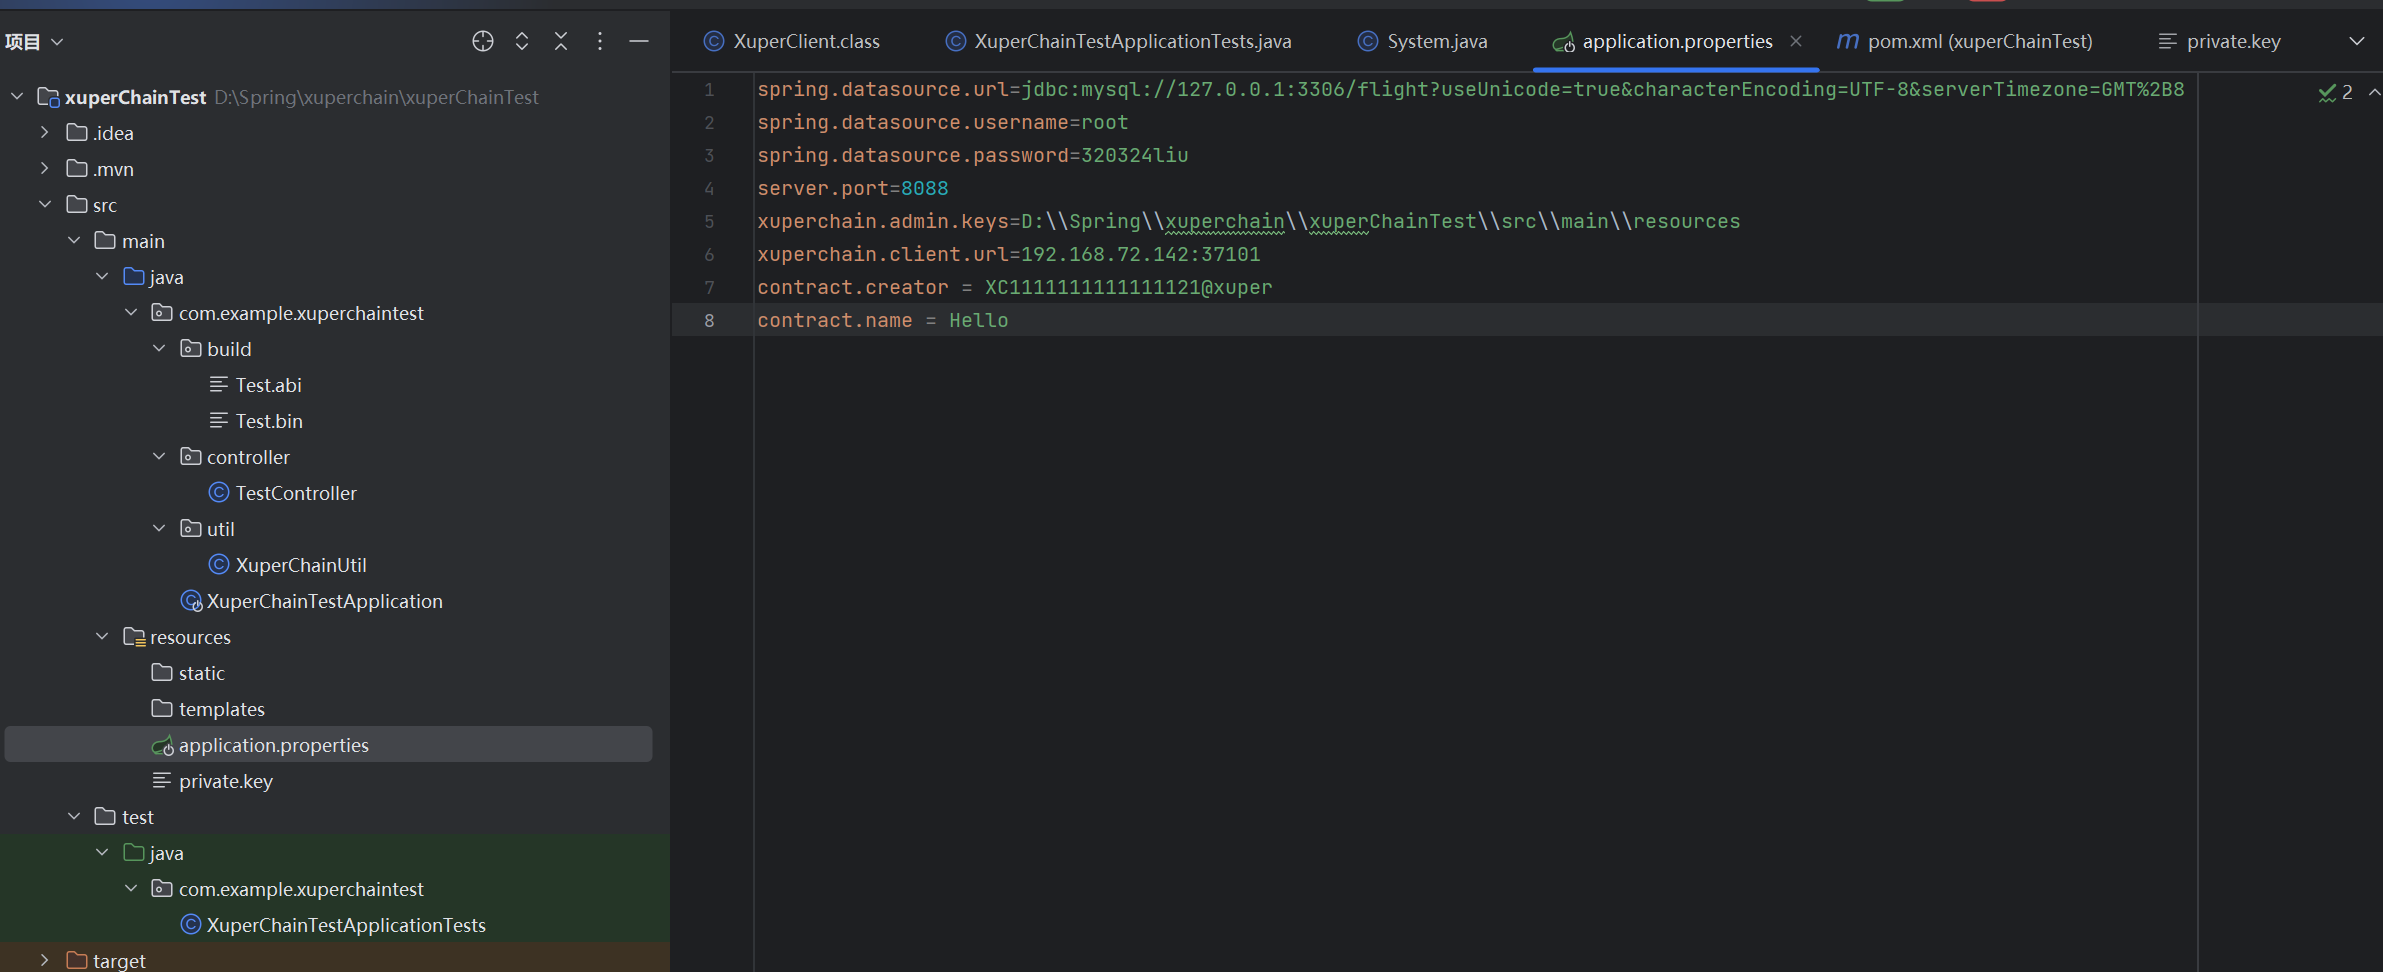 项目
xuperChainTest D:\Spring\xuperchain\xuperChainTest
.idea
.mvn
src
main
java
com.example.xuperchaintest
build
Test.abi
Test.bin
controller
TestController
util
XuperChainUtil
XuperChainTestApplication
resources
static
templates
application.properties
private.key
test
java
com.example.xuperchaintest
XuperChainTestApplicationTests
target
XuperClient.class XuperChainTestApplicationTests.java System.java application.properties pom.xml (xuperChainTest) private.key
1 spring.datasource.url=jdbc:mysql://127.0.0.1:3306/flight?useUnicode=true&characterEncoding=UTF-8&serverTimezone=GMT%2B8 2
2 spring.datasource.username=root
3 spring.datasource.password=320324liu
4 server.port=8088
5 xuperchain.admin.keys=D:\\Spring\\xuperchain\\xuperChainTest\\src\\main\\resources
6 xuperchain.client.url=192.168.72.142:37101
7 contract.creator = XC1111111111111121@xuper
8 contract.name = Hello